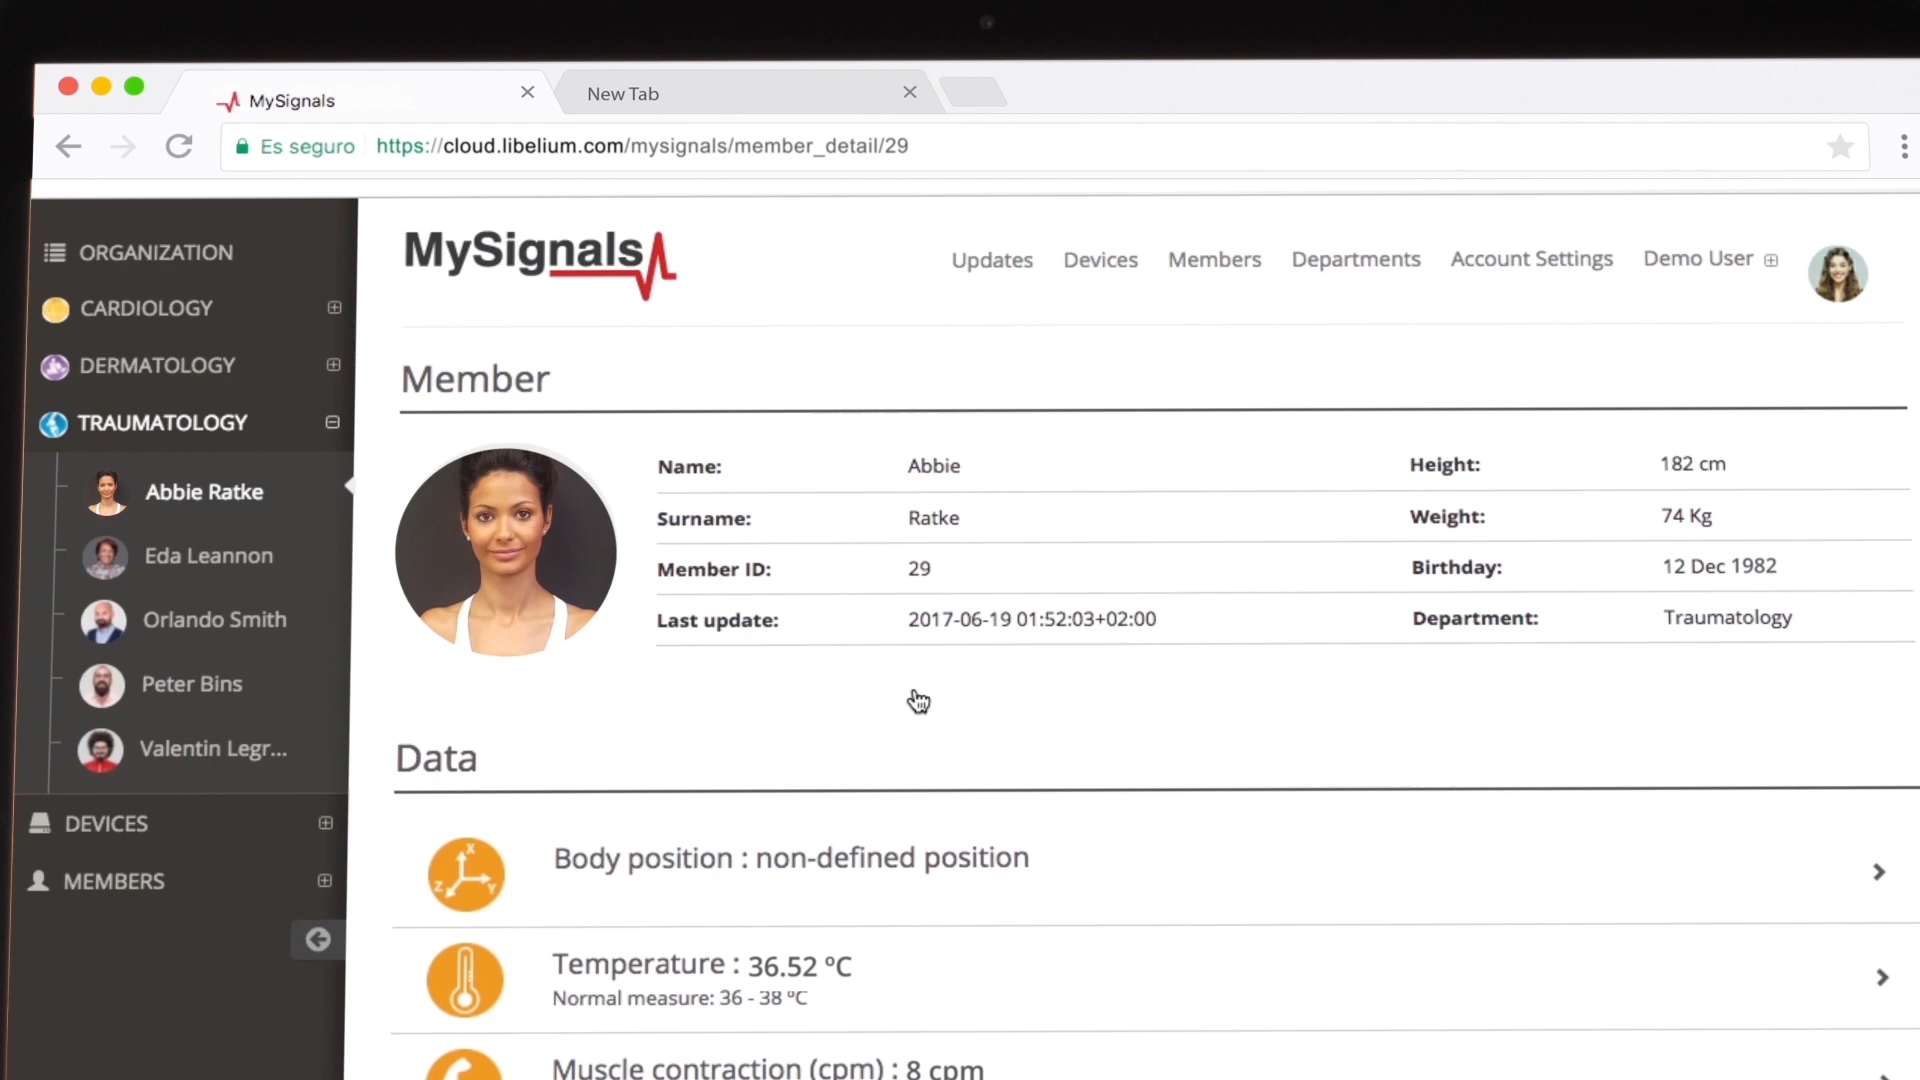 MySignals
New Tab
Es seguro
https://cloud.libelium.com/mysignals/member_detail/29
ORGANIZATION
CARDIOLOGY
DERMATOLOGY
TRAUMATOLOGY
Abbie Ratke
Eda Leannon
Orlando Smith
Peter Bins
Valentin Legr...
DEVICES
MEMBERS
MySignals
Updates Devices Members Departments Account Settings Demo User
Member
Name: Abbie Height: 182 cm
Surname: Ratke Weight: 74 Kg
Member ID: 29 Birthday: 12 Dec 1982
Last update: 2017-06-19 01:52:03+02:00 Department: Traumatology
Data
X
Z Y
Body position : non-defined position
Temperature : 36.52 ºC
Normal measure: 36 - 38 ºC
Muscle contraction (cpm) : 8 cpm